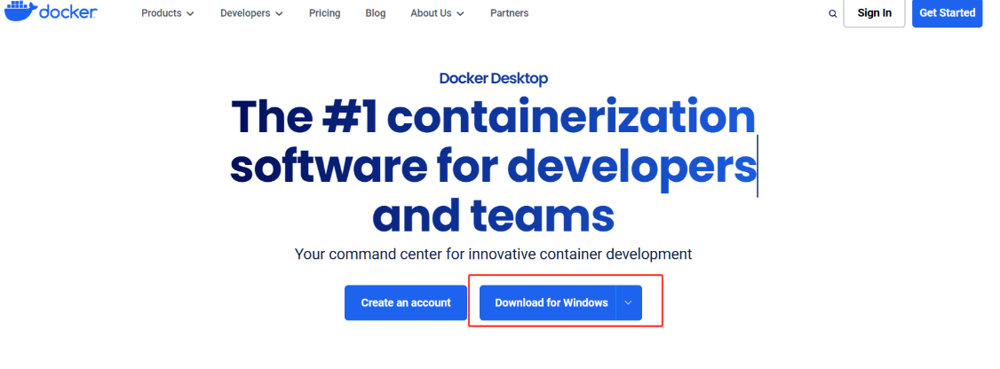 docker
Products
Developers
Pricing
Blog
About Us
Partners
Sign In
Get Started
Docker Desktop
The #1 containerization
software for developers
and teams
Your command center for innovative container development
Create an account
Download for Windows